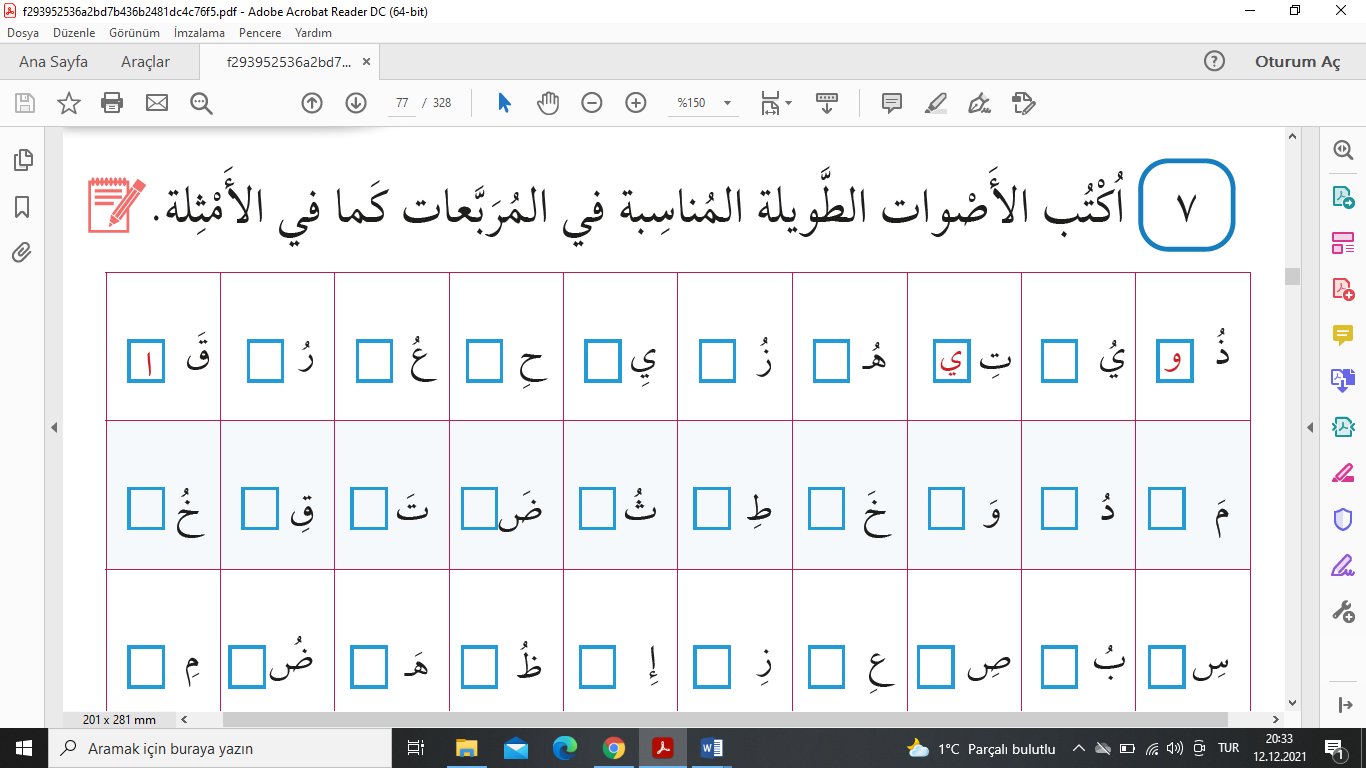 f293952536a2bd7b436b2481dc4c76f5.pdf - Adobe Acrobat Reader DC (64-bit)
Dosya Düzenle Görünüm İmzalama Pencere Yardım
Ana Sayfa Araçlar f293952536a2bd7... × Oturum Aç
77 / 328 %150
٧ اُكْتُب الأَصْوات الطَّويلة المُناسِبة في المُرَبَّعات كَما في الأَمْثِلة.
ذُ و يُ تِ ي هُـ زُ يِ حِ عُ رُ قَ ا
مَ دُ وَ خَ طِ ثُ ضَ تَ قِ خُ
سِ بُ صِ عِ زِ إِ ظُ هَـ ضُ مِ
201 x 281 mm
Aramak için buraya yazın 1°C Parçalı bulutlu TUR 20:33
12.12.2021 1